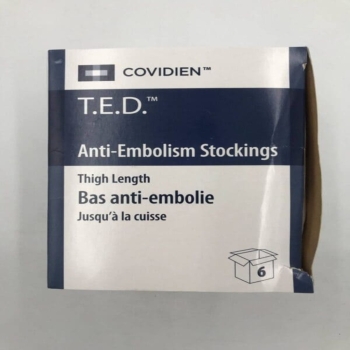 COVIDIEN™
T.E.D.™
Anti-Embolism Stockings
Thigh Length
Bas anti-embolie
Jusqu'à la cuisse
6